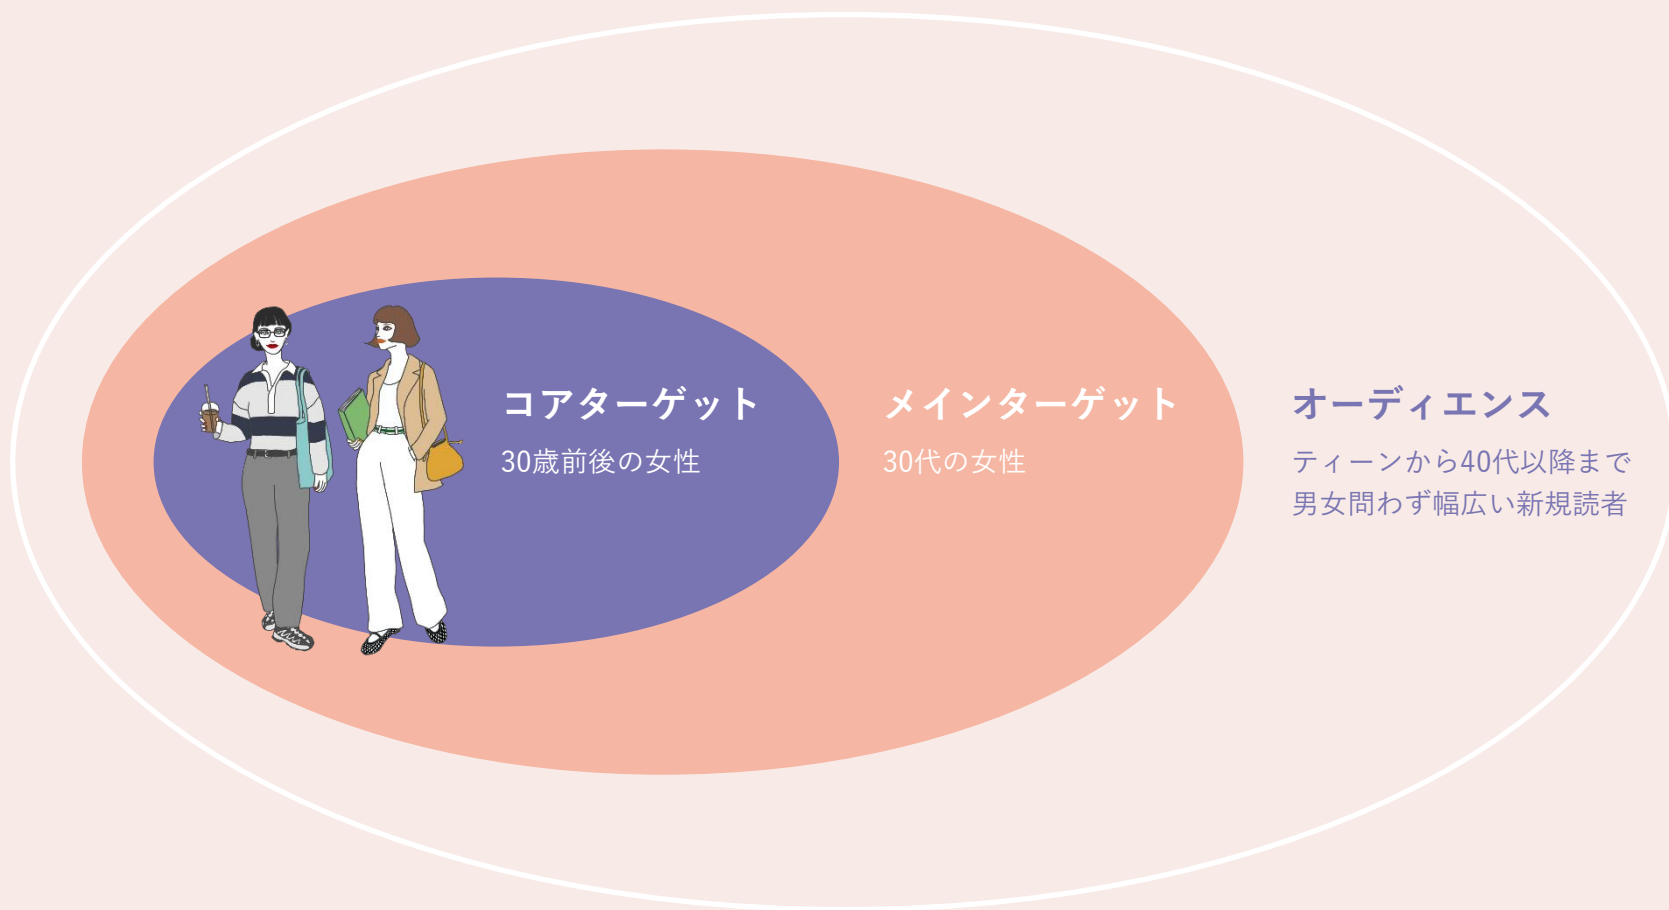 コアターゲット
30歳前後の女性
メインターゲット
30代の女性
オーディエンス
ティーンから40代以降まで
男女問わず幅広い新規読者